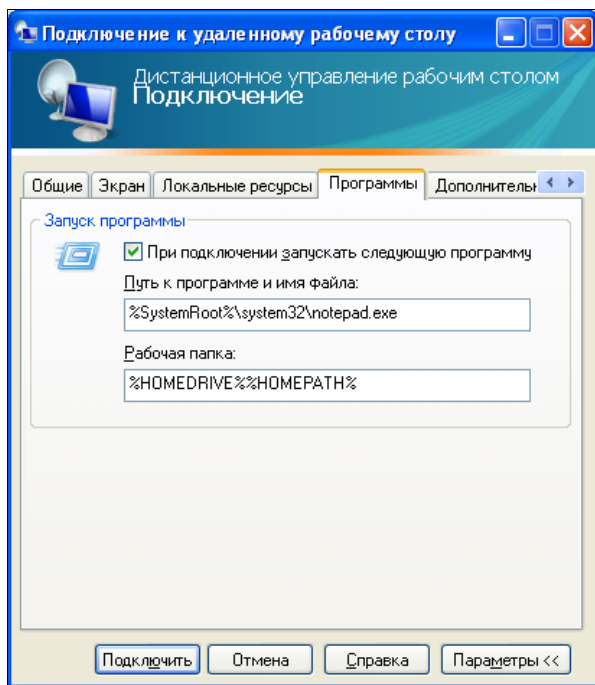 Подключение к удаленному рабочему столу
Дистанционное управление рабочим столом
Подключение
Общие Экран Локальные ресурсы Программы Дополнительн
Запуск программы
При подключении запускать следующую программу
Путь к программе и имя файла:
%SystemRoot%\system32\notepad.exe
Рабочая папка:
%HOMEDRIVE%%HOMEPATH%
Подключить Отмена Справка Параметры <<